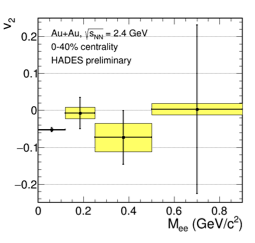 v₂
Au+Au, √sNN = 2.4 GeV
0-40% centrality
HADES preliminary
0.2
0.1
0
−0.1
−0.2
0 0.2 0.4 0.6 0.8
Mee (GeV/c²)